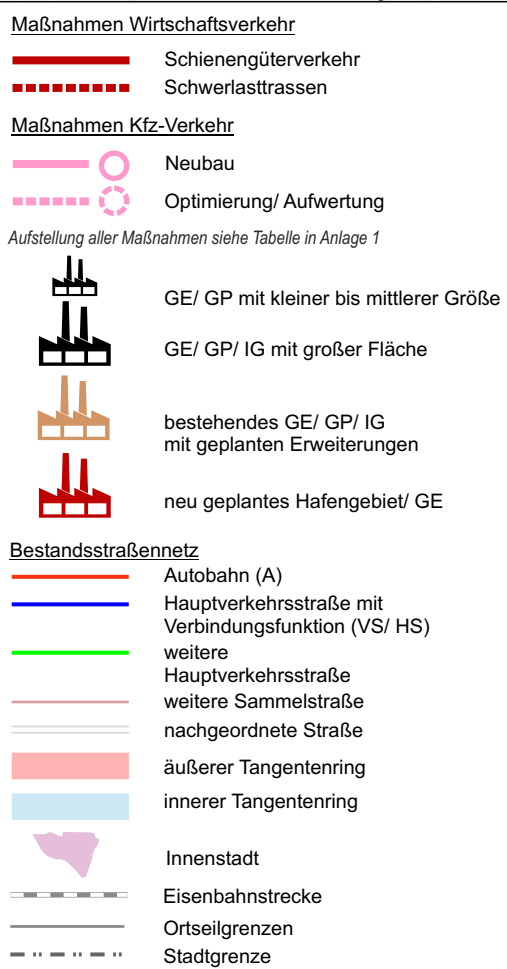 Maßnahmen Wirtschaftsverkehr
Schienengüterverkehr
Schwerlasttrassen
Maßnahmen Kfz-Verkehr
Neubau
Optimierung/ Aufwertung
Aufstellung aller Maßnahmen siehe Tabelle in Anlage 1
GE/ GP mit kleiner bis mittlerer Größe
GE/ GP/ IG mit großer Fläche
bestehendes GE/ GP/ IG
mit geplanten Erweiterungen
neu geplantes Hafengebiet/ GE
Bestandsstraßennetz
Autobahn (A)
Hauptverkehrsstraße mit
Verbindungsfunktion (VS/ HS)
weitere
Hauptverkehrsstraße
weitere Sammelstraße
nachgeordnete Straße
äußerer Tangentenring
innerer Tangentenring
Innenstadt
Eisenbahnstrecke
Ortseilgrenzen
Stadtgrenze